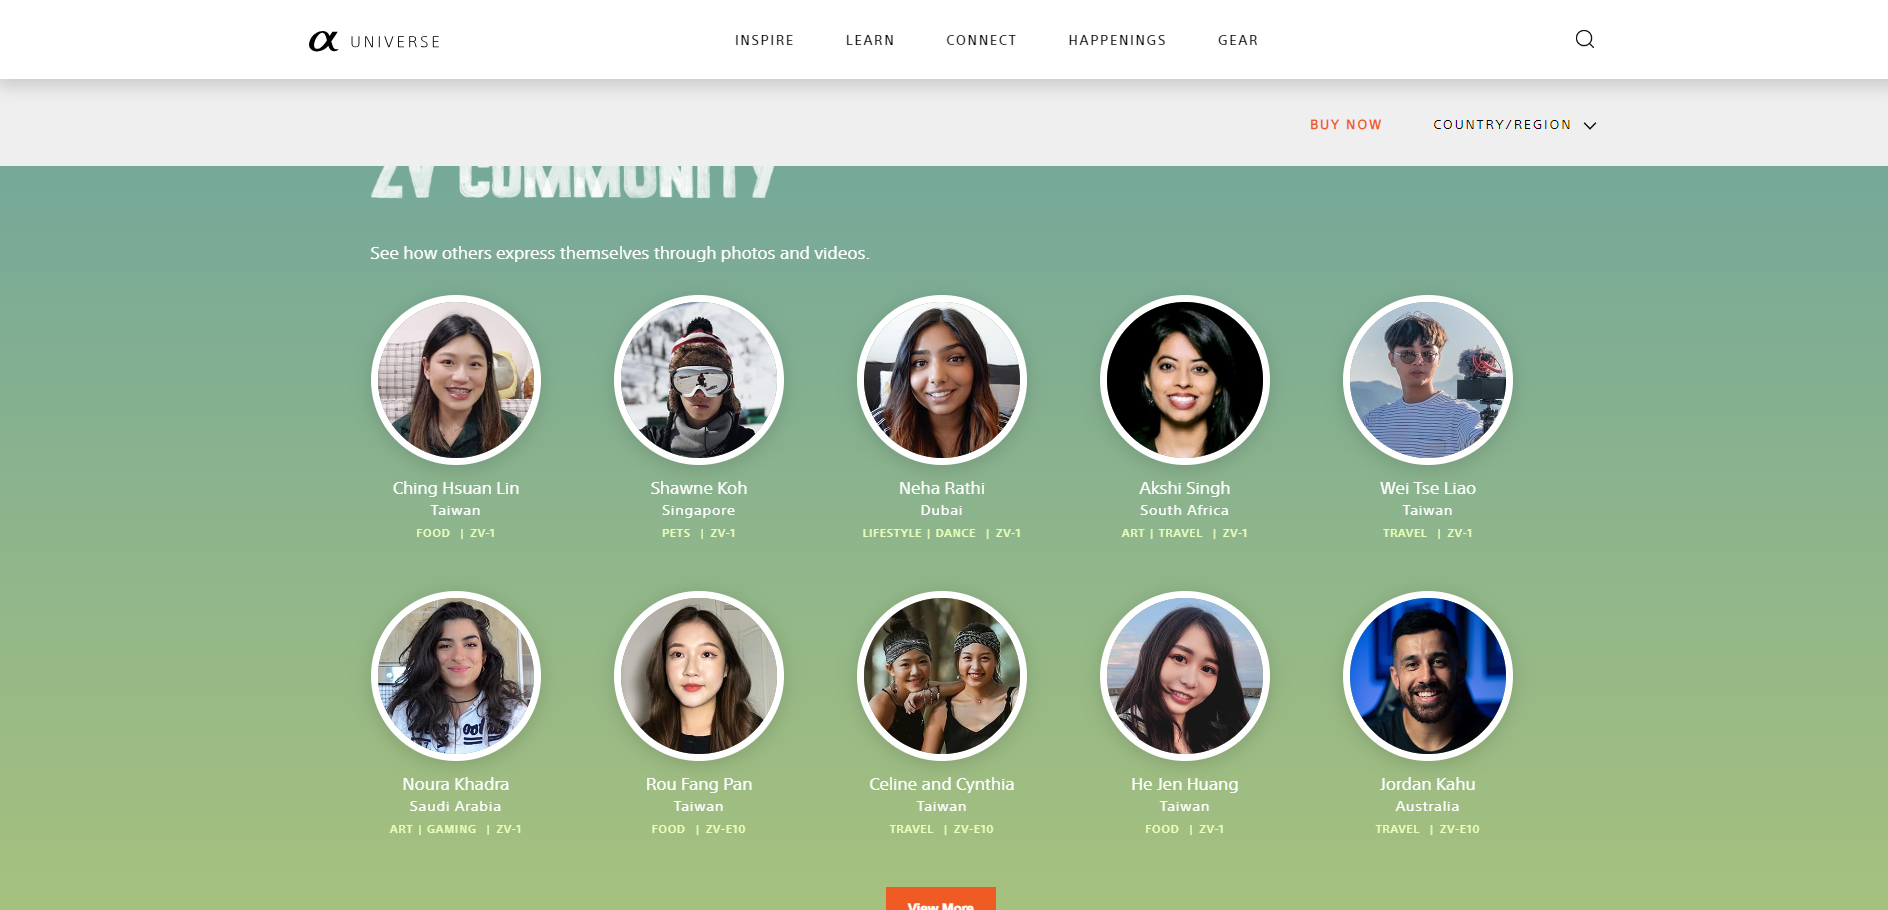 α UNIVERSE
INSPIRE LEARN CONNECT HAPPENINGS GEAR
BUY NOW COUNTRY/REGION
ZV COMMUNITY
See how others express themselves through photos and videos.
Ching Hsuan Lin Shawne Koh Neha Rathi Akshi Singh Wei Tse Liao
Taiwan Singapore Dubai South Africa Taiwan
FOOD | ZV-1 PETS | ZV-1 LIFESTYLE | DANCE | ZV-1 ART | TRAVEL | ZV-1 TRAVEL | ZV-1
Noura Khadra Rou Fang Pan Celine and Cynthia He Jen Huang Jordan Kahu
Saudi Arabia Taiwan Taiwan Taiwan Australia
ART | GAMING | ZV-1 FOOD | ZV-E10 TRAVEL | ZV-E10 FOOD | ZV-1 TRAVEL | ZV-E10
View More